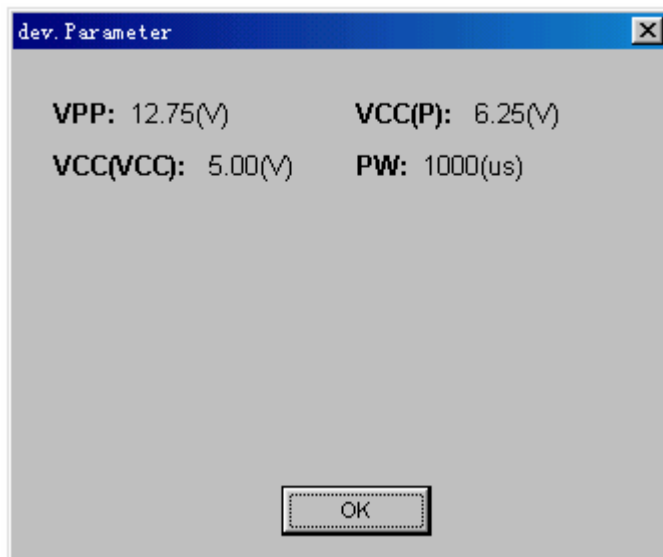 dev.Parameter
VPP: 12.75(V) VCC(P): 6.25(V)
VCC(VCC): 5.00(V) PW: 1000(us)
OK